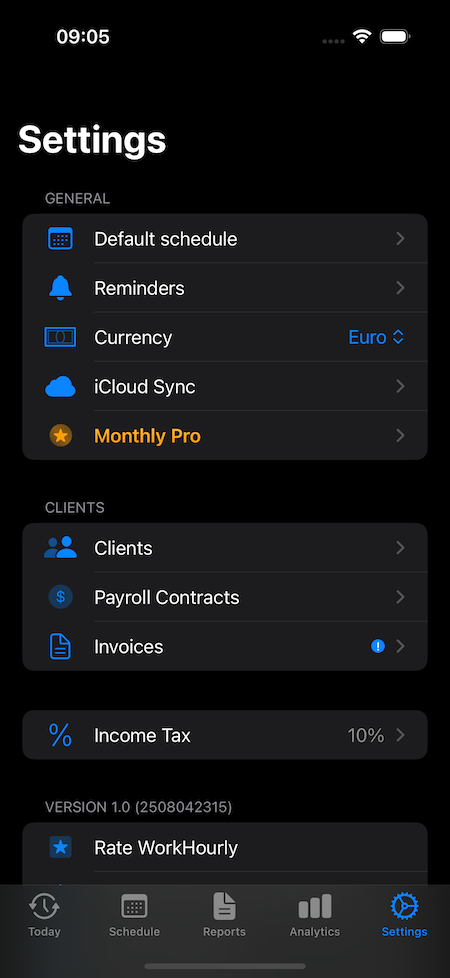 09:05
Settings
GENERAL
Default schedule
Reminders
Currency Euro
iCloud Sync
Monthly Pro
CLIENTS
Clients
$ Payroll Contracts
Invoices !
% Income Tax 10%
VERSION 1.0 (2508042315)
Rate WorkHourly
Today Schedule Reports Analytics Settings